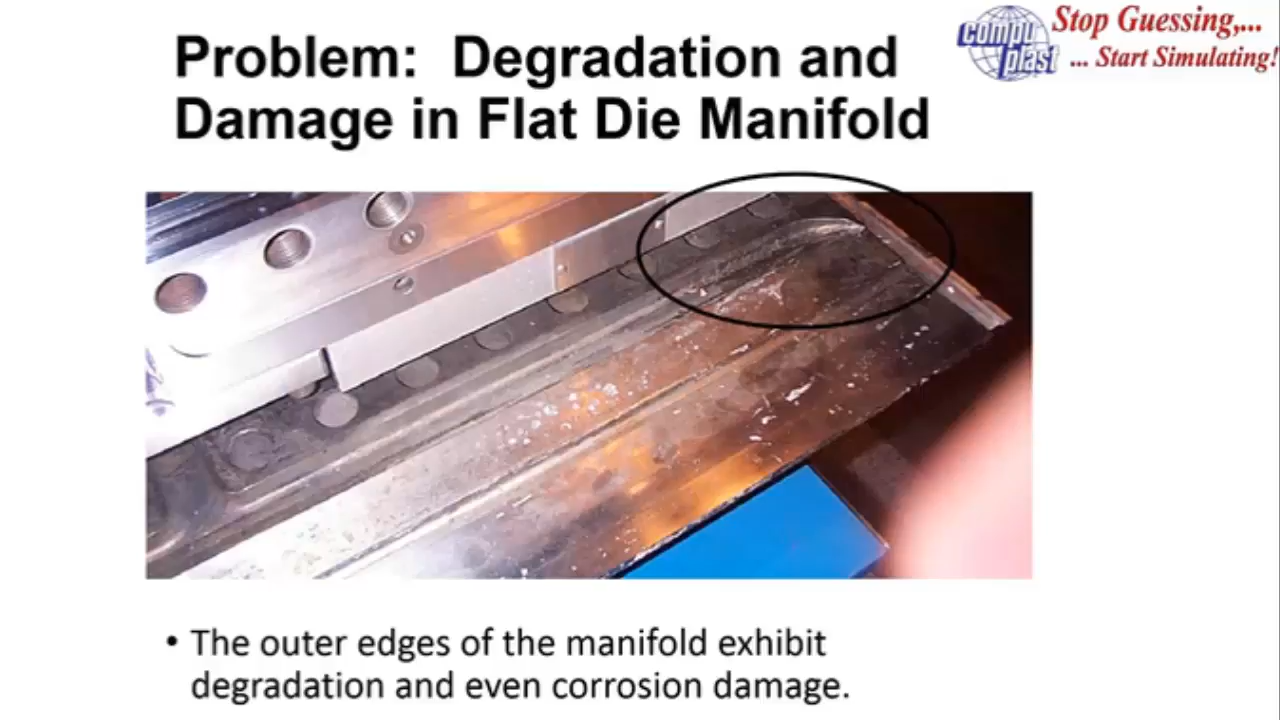 Problem: Degradation and
Damage in Flat Die Manifold
compu
plast
Stop Guessing,...
... Start Simulating!
• The outer edges of the manifold exhibit
degradation and even corrosion damage.